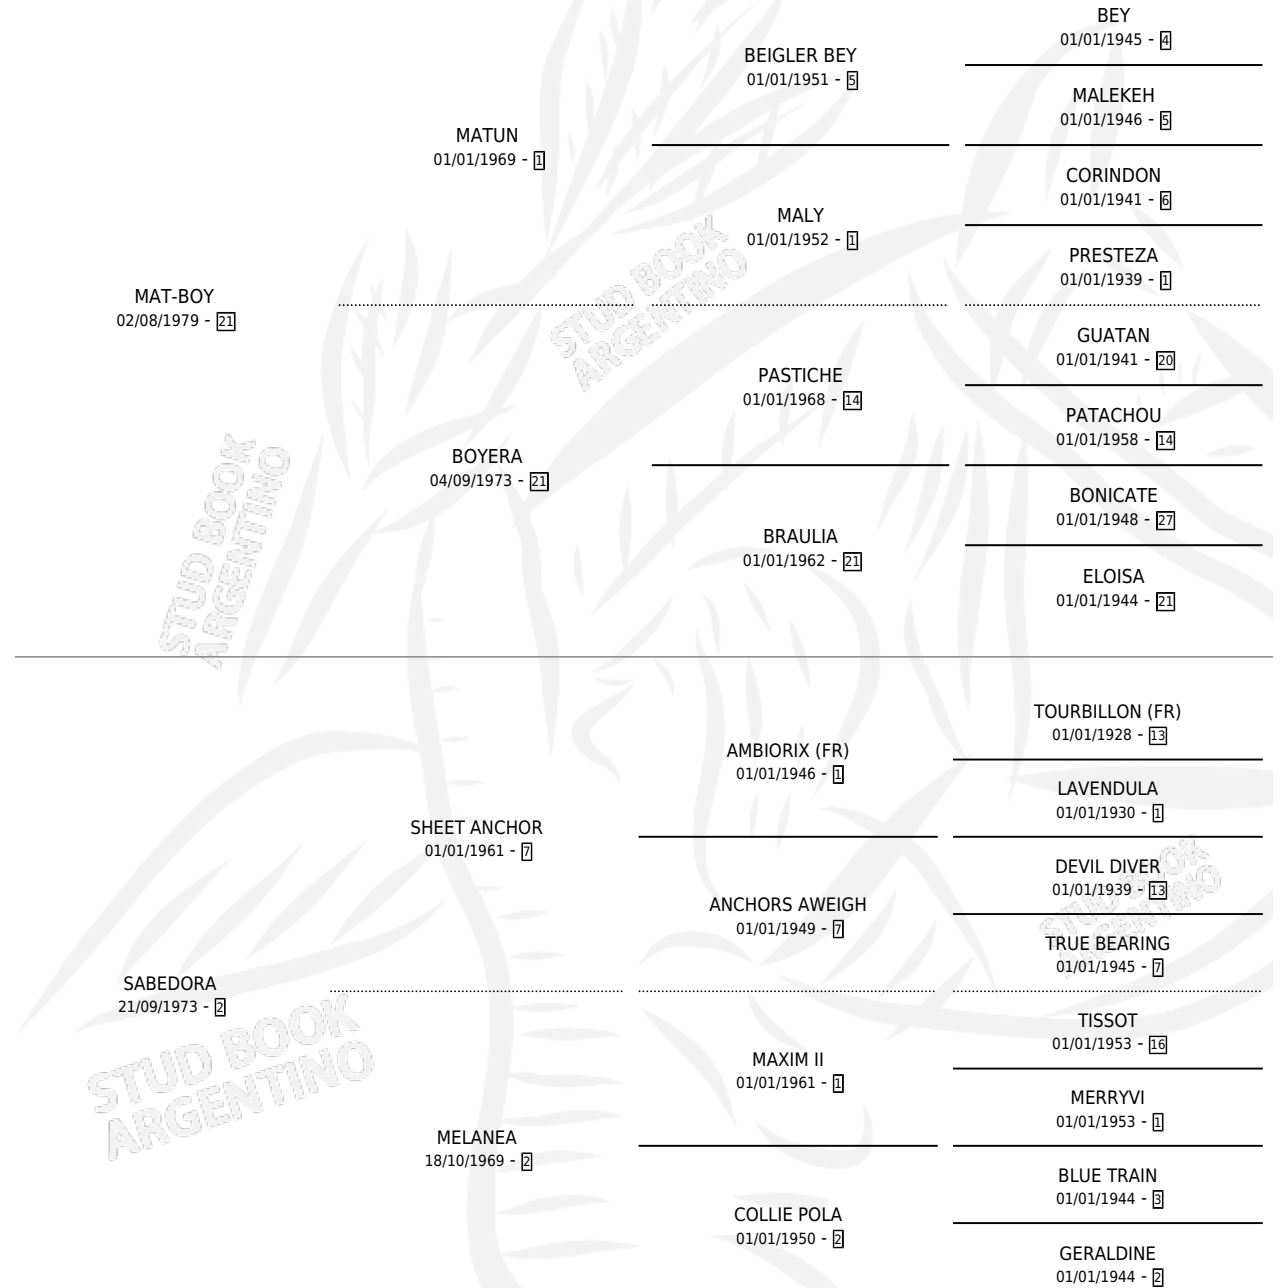 BEY
01/01/1945 - 4
BEIGLER BEY
01/01/1951 - 5
MALEKEH
01/01/1946 - 5
MATUN
01/01/1969 - 1
CORINDON
01/01/1941 - 6
MALY
01/01/1952 - 1
PRESTEZA
01/01/1939 - 1
MAT-BOY
02/08/1979 - 21
GUATAN
01/01/1941 - 20
PASTICHE
01/01/1968 - 14
PATACHOU
01/01/1958 - 14
BOYERA
04/09/1973 - 21
BONICATE
01/01/1948 - 27
BRAULIA
01/01/1962 - 21
ELOISA
01/01/1944 - 21
STUD BOOK
ARGENTINO
STUD BOOK
ARGENTINO
TOURBILLON (FR)
01/01/1928 - 13
AMBIORIX (FR)
01/01/1946 - 1
LAVENDULA
01/01/1930 - 1
SHEET ANCHOR
01/01/1961 - 7
DEVIL DIVER
01/01/1939 - 13
ANCHORS AWEIGH
01/01/1949 - 7
TRUE BEARING
01/01/1945 - 7
SABEDORA
21/09/1973 - 2
TISSOT
01/01/1953 - 16
MAXIM II
01/01/1961 - 1
MERRYVI
01/01/1953 - 1
MELANEA
18/10/1969 - 2
BLUE TRAIN
01/01/1944 - 3
COLLIE POLA
01/01/1950 - 2
GERALDINE
01/01/1944 - 2
STUD BOOK
ARGENTINO
STUD BOOK
ARGENTINO